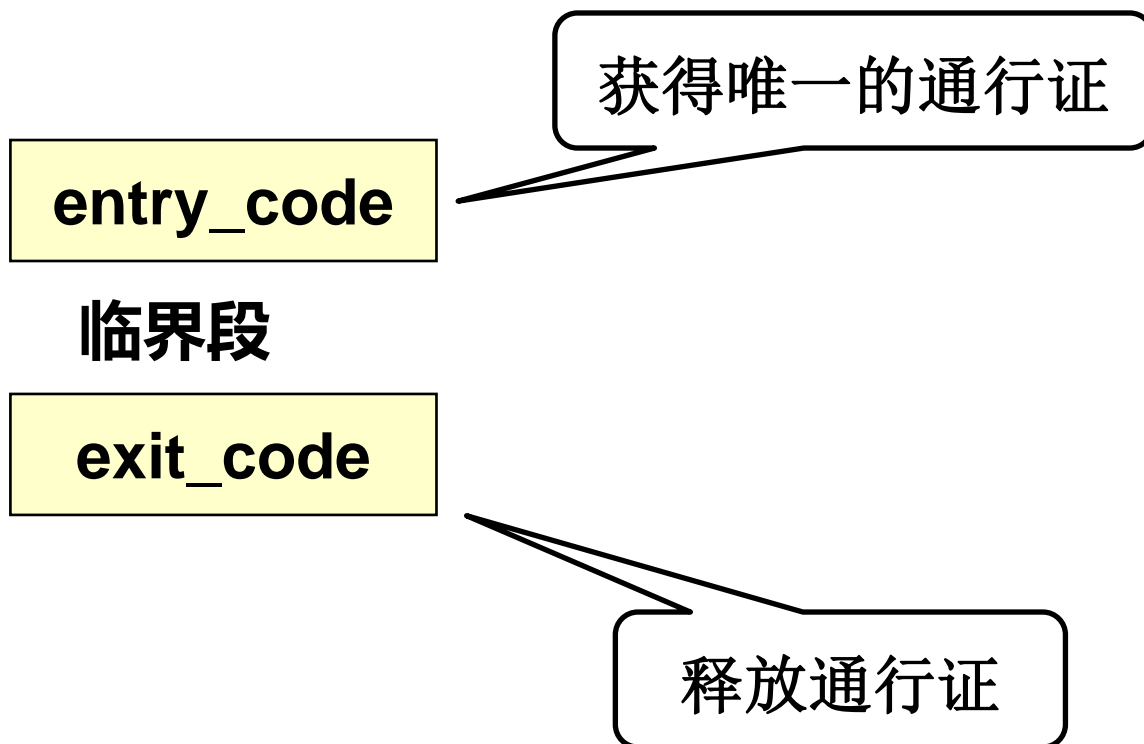 获得唯一的通行证
entry_code
临界段
exit_code
释放通行证